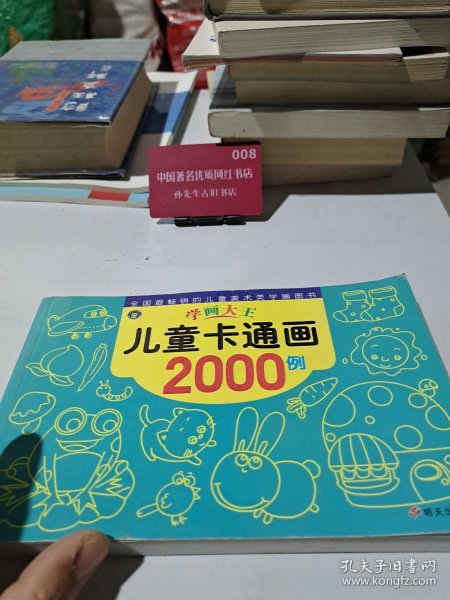 008
中国著名优质网红书店
孙先生古旧书店
全国最畅销的儿童美术类学画图书
学画大王
儿童卡通画
2000例
明天出
孔夫子旧书网
www.kongfz.com